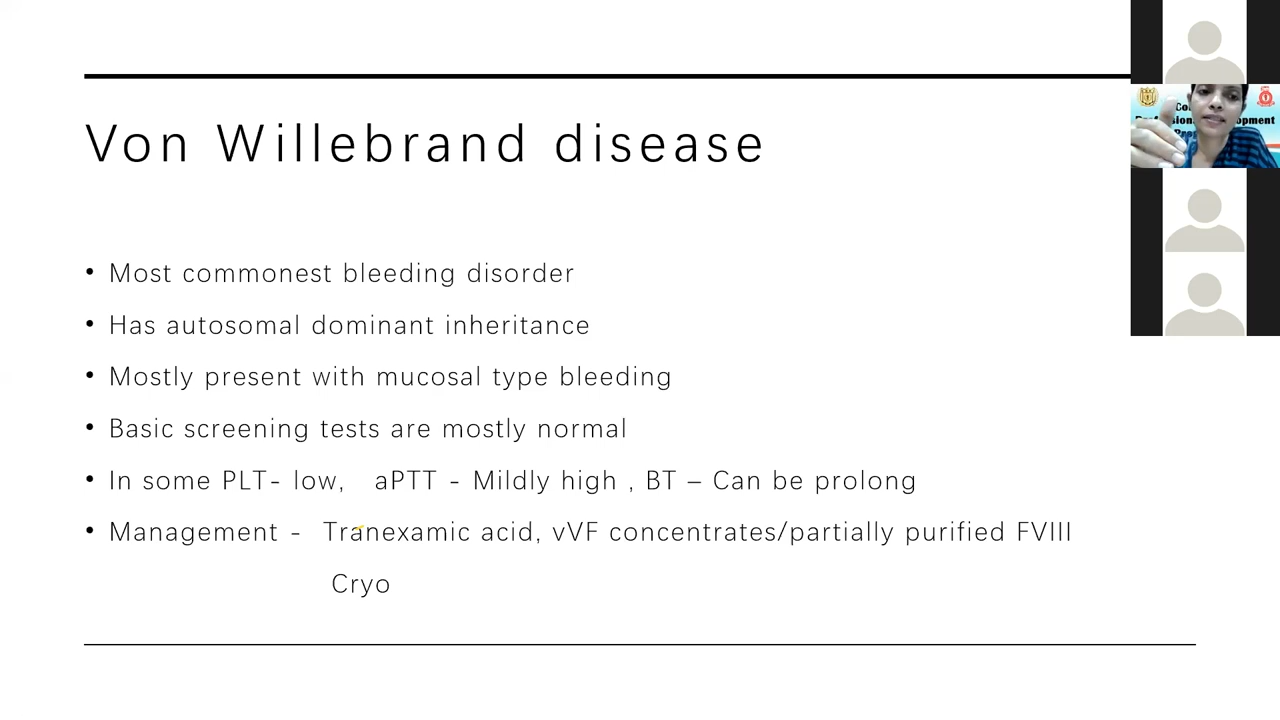 Von Willebrand disease
• Most commonest bleeding disorder
• Has autosomal dominant inheritance
• Mostly present with mucosal type bleeding
• Basic screening tests are mostly normal
• In some PLT- low, aPTT - Mildly high , BT – Can be prolong
• Management - Tranexamic acid, vVF concentrates/partially purified FVIII
Cryo